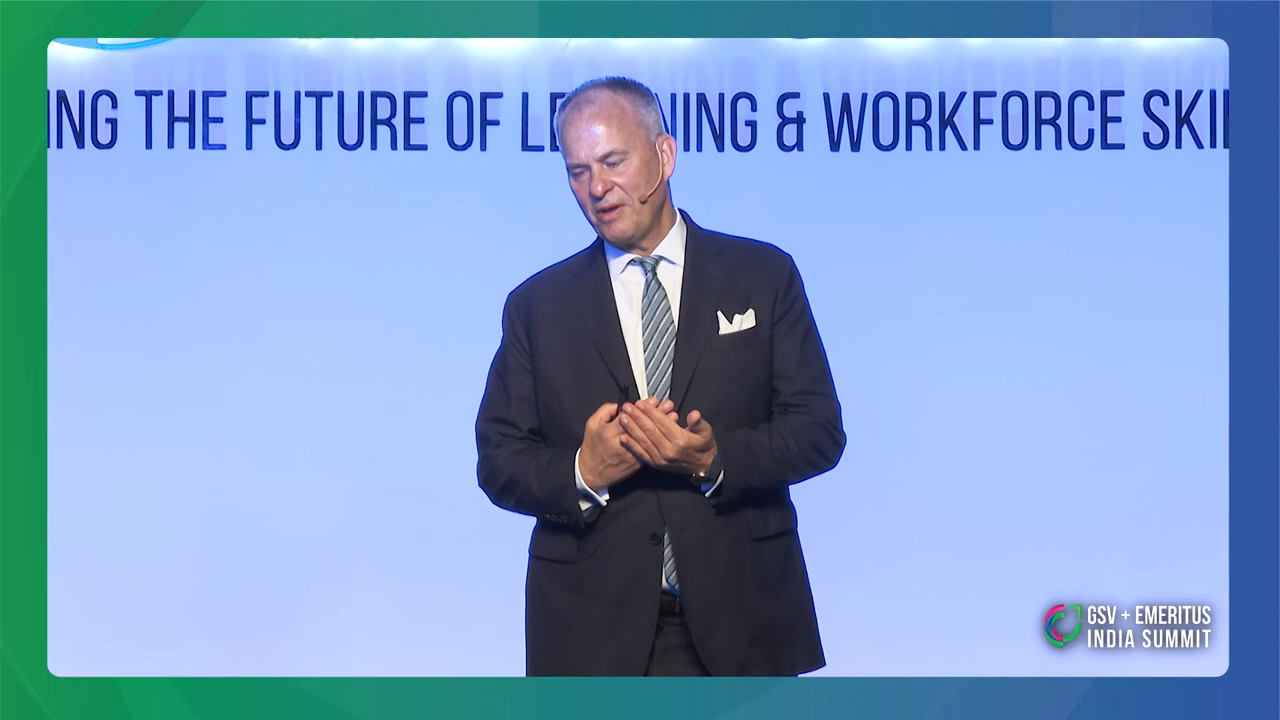 ING THE FUTURE OF LE NING & WORKFORCE SKI
GSV + EMERITUS
INDIA SUMMIT